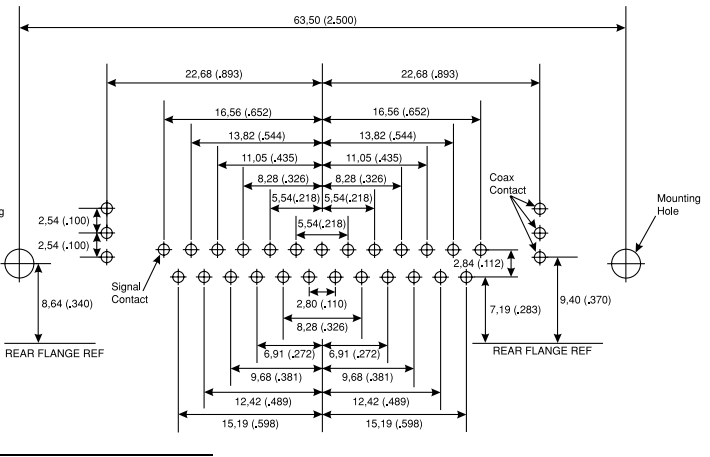 63,50 (2.500)
22,68 (.893) 22,68 (.893)
16,56 (.652) 16,56 (.652)
13,82 (.544) 13,82 (.544)
11,05 (.435) 11,05 (.435)
8,28 (.326) 8,28 (.326)
5,54(.218) 5,54(.218)
5,54(.218)
Coax
Contact
Mounting
Hole
2,54 (.100)
2,54 (.100)
2,84 (.112)
Signal
Contact
8,64 (.340)
2,80 (.110)
7,19 (.283)
9,40 (.370)
8,28 (.326)
REAR FLANGE REF REAR FLANGE REF
6,91 (.272) 6,91 (.272)
9,68 (.381) 9,68 (.381)
12,42 (.489) 12,42 (.489)
15,19 (.598) 15,19 (.598)